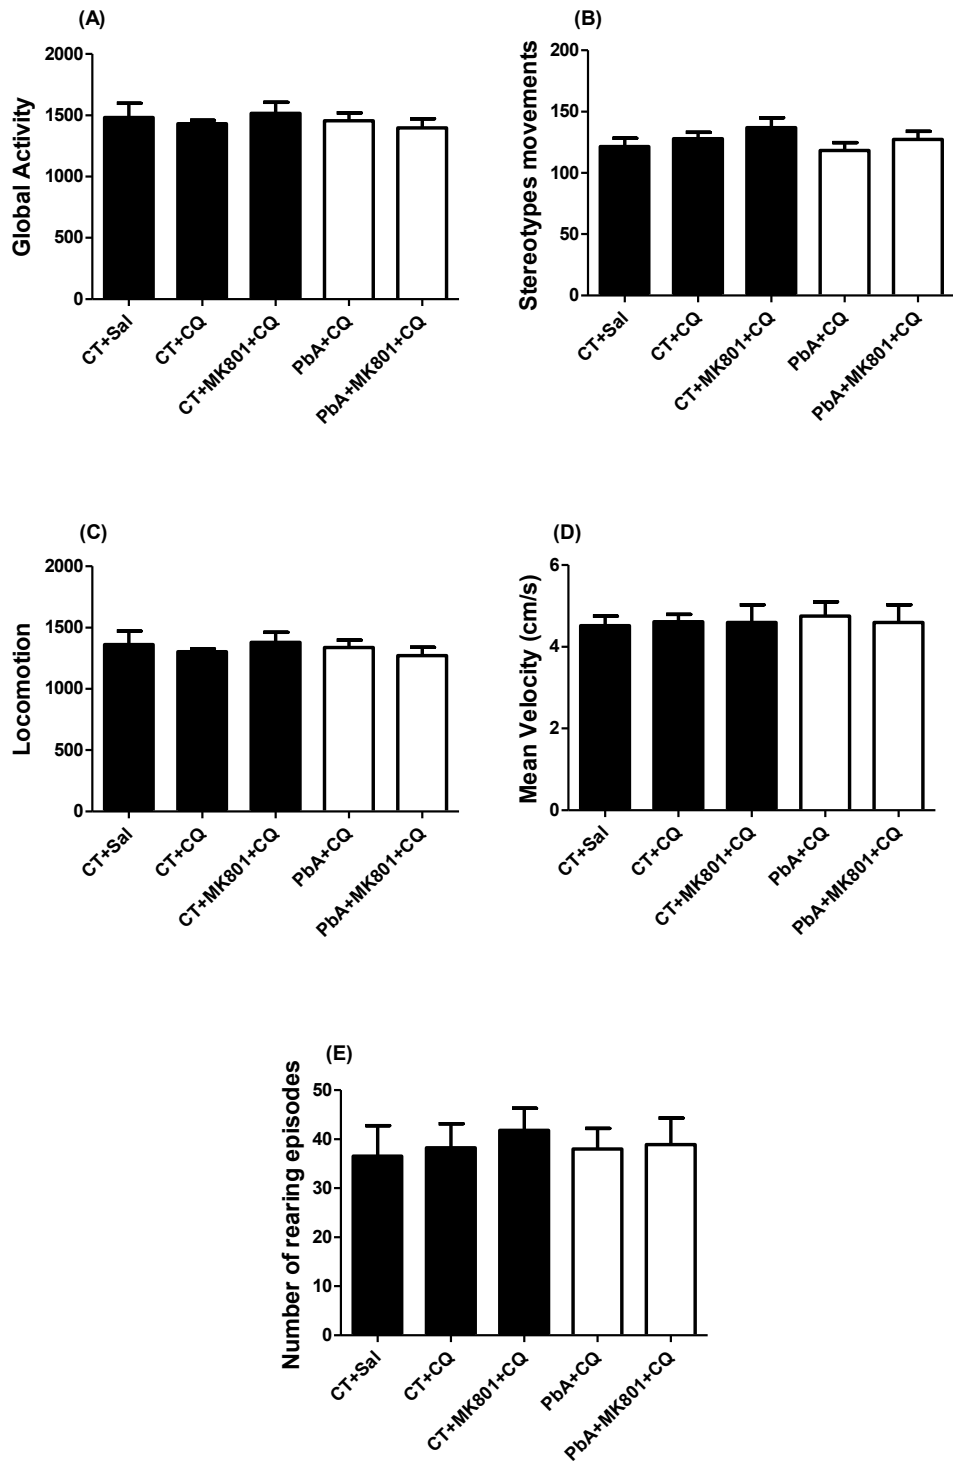 (A)
Global Activity
2000
1500
1000
500
0
CT+Sal
CT+CQ
CT+MK801+CQ
PbA+CQ
PbA+MK801+CQ
(B)
Stereotypes movements
200
150
100
50
0
CT+Sal
CT+CQ
CT+MK801+CQ
PbA+CQ
PbA+MK801+CQ
(C)
Locomotion
2000
1500
1000
500
0
CT+Sal
CT+CQ
CT+MK801+CQ
PbA+CQ
PbA+MK801+CQ
(D)
Mean Velocity (cm/s)
6
4
2
0
CT+Sal
CT+CQ
CT+MK801+CQ
PbA+CQ
PbA+MK801+CQ
(E)
Number of rearing episodes
50
40
30
20
10
0
CT+Sal
CT+CQ
CT+MK801+CQ
PbA+CQ
PbA+MK801+CQ